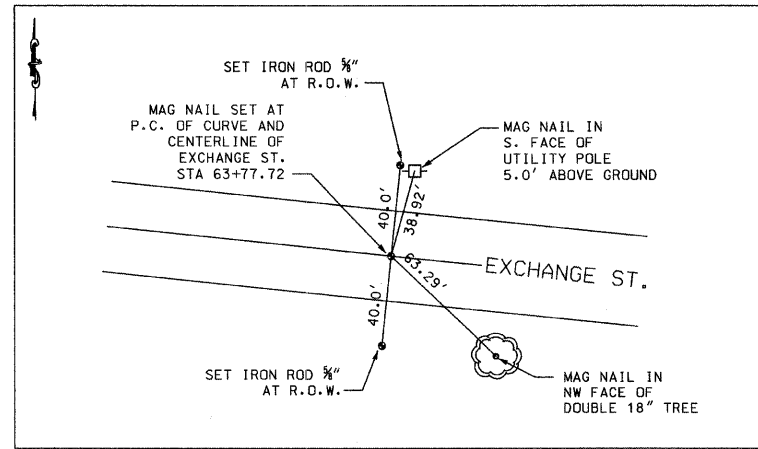 SET IRON ROD ⅝"
AT R.O.W.
MAG NAIL SET AT
P.C. OF CURVE AND
CENTERLINE OF
EXCHANGE ST.
STA 63+77.72
MAG NAIL IN
S. FACE OF
UTILITY POLE
5.0' ABOVE GROUND
40.0'
38.92'
63.29'
EXCHANGE ST.
40.0'
SET IRON ROD ⅝"
AT R.O.W.
MAG NAIL IN
NW FACE OF
DOUBLE 18" TREE